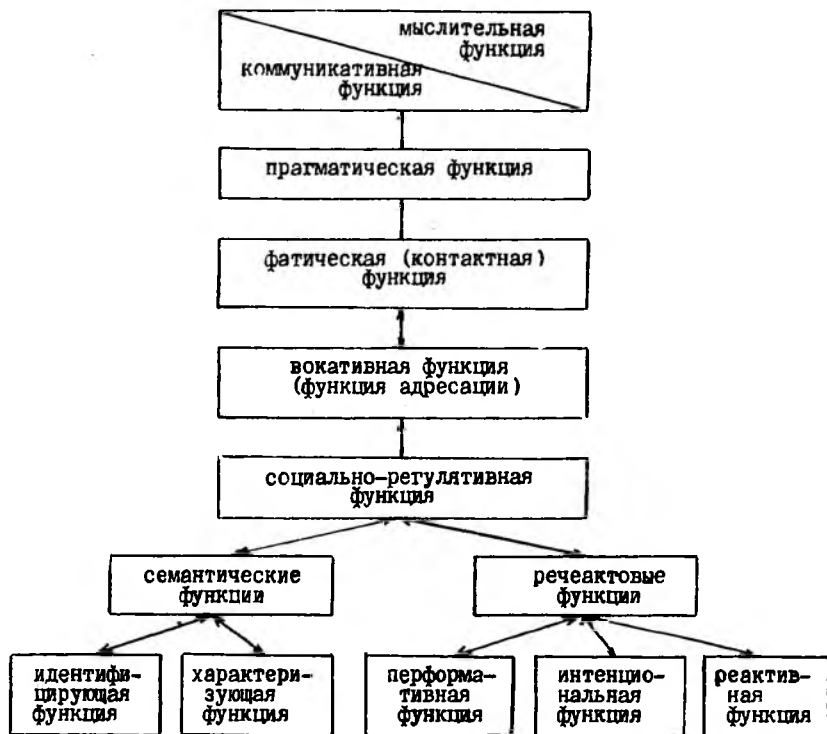 мыслительная
функция
коммуникативная
функция
прагматическая функция
фатическая (контактная)
функция
вокативная функция
(функция адресации)
социально-регулятивная
функция
семантические
функции
речеактовые
функции
идентифи-
цирующая
функция
характери-
зующая
функция
перформа-
тивная
функция
интенцио-
нальная
функция
реактив-
ная
функция